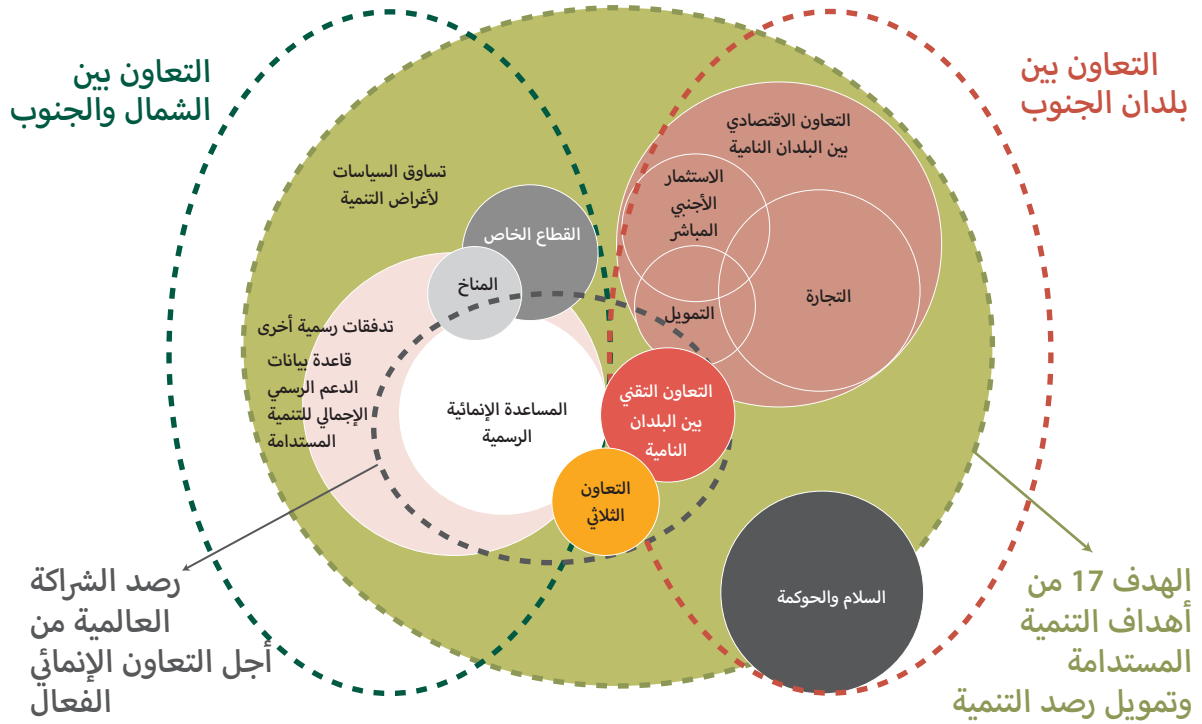 التعاون بين
بلدان الجنوب
التعاون بين
الشمال والجنوب
التعاون الاقتصادي
بين البلدان النامية
الاستثمار
الأجنبي
المباشر
التجارة
التمويل
تساوق السياسات
لأغراض التنمية
القطاع الخاص
المناخ
تدفقات رسمية أخرى
قاعدة بيانات
الدعم الرسمي
الإجمالي للتنمية
المستدامة
المساعدة الإنمائية
الرسمية
التعاون التقني
بين البلدان
النامية
التعاون
الثلاثي
السلام والحوكمة
الهدف 17 من
أهداف التنمية
المستدامة
وتمويل رصد التنمية
رصد الشراكة
العالمية من
أجل التعاون الإنمائي
الفعال